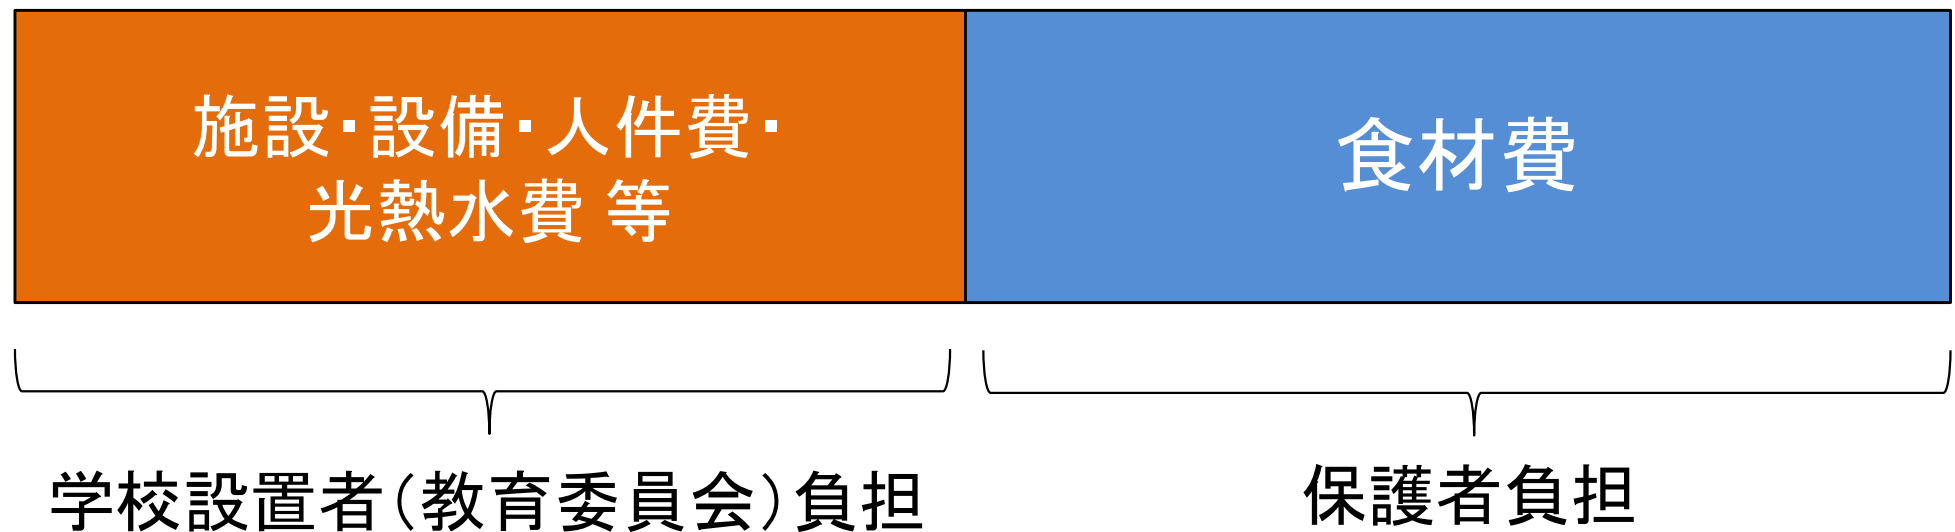 施設・設備・人件費・
光熱水費 等
食材費
学校設置者（教育委員会）負担
保護者負担